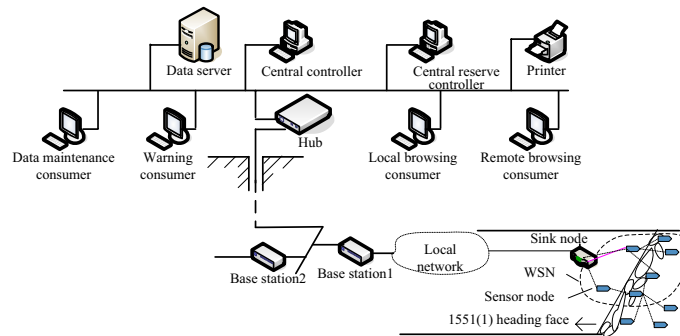 Data server
Central controller
Central reserve
controller
Printer
Data maintenance
consumer
Warning
consumer
Hub
Local browsing
consumer
Remote browsing
consumer
Base station2
Base station1
Local
network
Sink node
WSN
Sensor node
1551(1) heading face